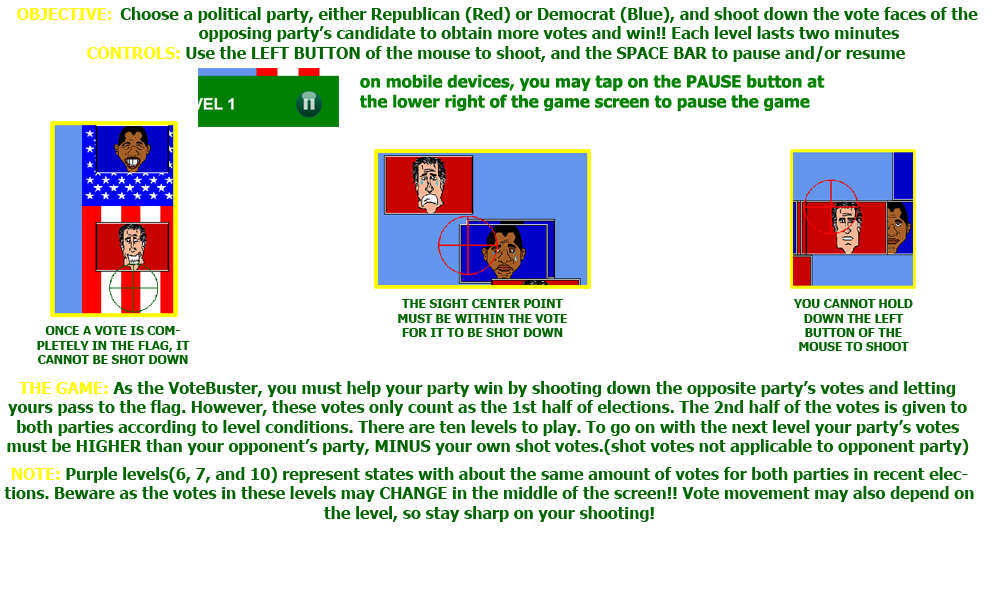 OBJECTIVE: Choose a political party, either Republican (Red) or Democrat (Blue), and shoot down the vote faces of the
opposing party’s candidate to obtain more votes and win!! Each level lasts two minutes
CONTROLS: Use the LEFT BUTTON of the mouse to shoot, and the SPACE BAR to pause and/or resume
on mobile devices, you may tap on the PAUSE button at
the lower right of the game screen to pause the game
VEL 1
ONCE A VOTE IS COM-
PLETELY IN THE FLAG, IT
CANNOT BE SHOT DOWN
THE SIGHT CENTER POINT
MUST BE WITHIN THE VOTE
FOR IT TO BE SHOT DOWN
YOU CANNOT HOLD
DOWN THE LEFT
BUTTON OF THE
MOUSE TO SHOOT
THE GAME: As the VoteBuster, you must help your party win by shooting down the opposite party’s votes and letting
yours pass to the flag. However, these votes only count as the 1st half of elections. The 2nd half of the votes is given to
both parties according to level conditions. There are ten levels to play. To go on with the next level your party’s votes
must be HIGHER than your opponent’s party, MINUS your own shot votes.(shot votes not applicable to opponent party)
NOTE: Purple levels(6, 7, and 10) represent states with about the same amount of votes for both parties in recent elec-
tions. Beware as the votes in these levels may CHANGE in the middle of the screen!! Vote movement may also depend on
the level, so stay sharp on your shooting!